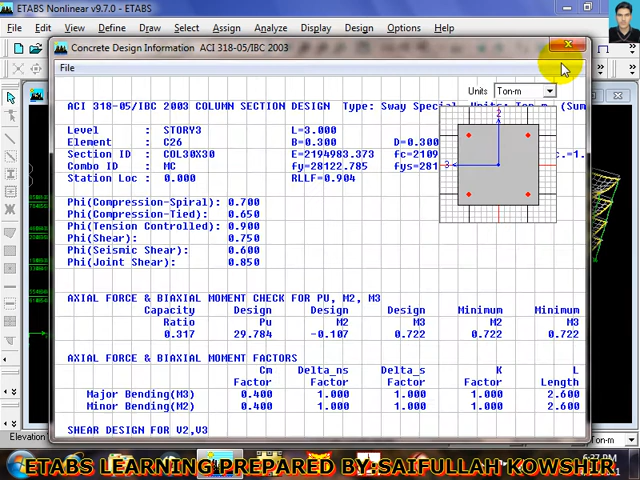 ETABS Nonlinear v9.7.0 - ETABS
File Edit Define Draw Assign Analyze Display Design Options
Concrete Design Information ACI 318-05/IBC 2003
File
Units Ton-m
ACI 318-05/IBC 2003 COLUMN SECTION DESIGN Type: Sway Special Units: Ton-m (Sum
Level : STORY3 L=3.000
Element : C26 B=0.300 D=0.300
Section ID : COL30X30 E=2194983.373 fc=2109 c.=1.
Combo ID : MC fy=28122.785 fys=281
Station Loc : 0.000 RLLF=0.904
2
3
Phi(Compression-Spiral): 0.700
Phi(Compression-Tied): 0.650
Phi(Tension Controlled): 0.900
Phi(Shear): 0.750
Phi(Seismic Shear): 0.600
Phi(Joint Shear): 0.850
AXIAL FORCE & BIAXIAL MOMENT CHECK FOR PU, M2, M3
Capacity Design Design Design Minimum Minimum
Ratio Pu M2 M3 M2 M3
0.317 29.784 -0.107 0.722 0.722 0.722
AXIAL FORCE & BIAXIAL MOMENT FACTORS
Cm Delta_ns Delta_s K L
Factor Factor Factor Factor Length
Major Bending(M3) 0.400 1.000 1.000 1.000 2.600
Minor Bending(M2) 0.400 1.000 1.000 1.000 2.600
SHEAR DESIGN FOR V2,V3
Elevation Ton-m
ETABS LEARNING PREPARED BY:SAIFULLAH KOWSHIR